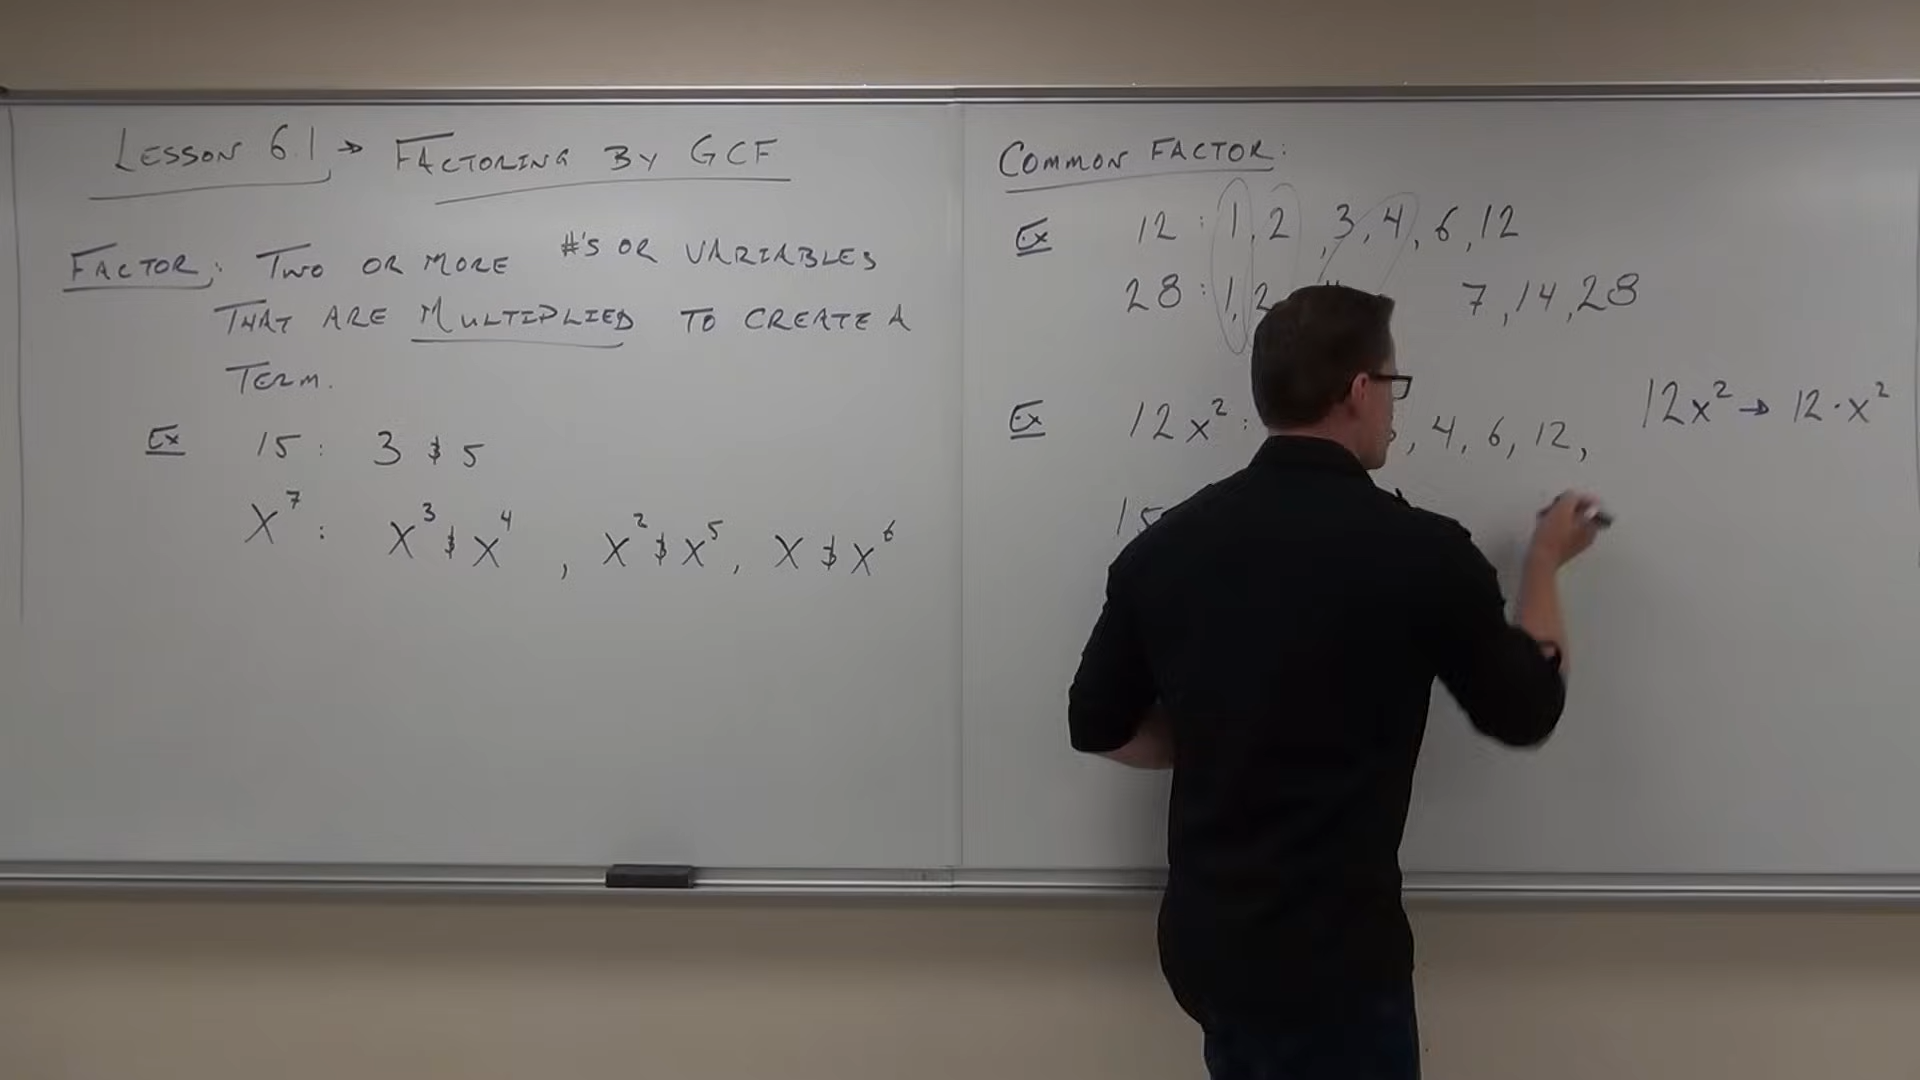 LESSON 6.1 → FACTORING BY GCF
FACTOR: TWO OR MORE #'S OR VARIABLES
THAT ARE MULTIPLIED TO CREATE A
TERM.
Ex 15: 3 & 5
x⁷: x³ & x⁴, x² & x⁵, x & x⁶
COMMON FACTOR:
Ex 12: 1, 2, 3, 4, 6, 12
28: 1, 2 7, 14, 28
Ex 12x²: , 4, 6, 12,
12x² → 12·x²
15